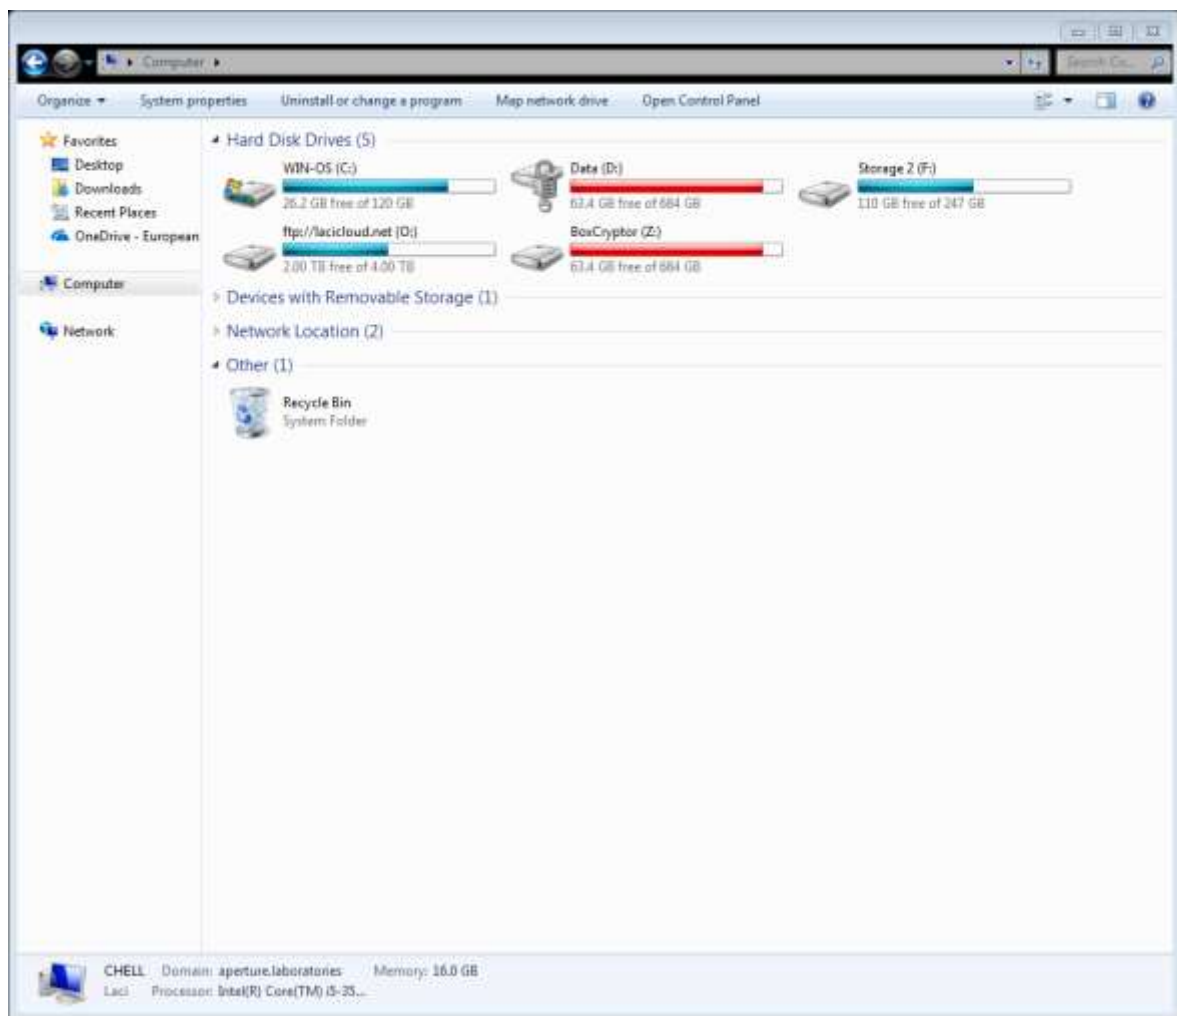 Computer
Search Co...
Organize
System properties
Uninstall or change a program
Map network drive
Open Control Panel
Favorites
Desktop
Downloads
Recent Places
OneDrive - European
Computer
Network
Hard Disk Drives (5)
WIN-OS (C:)
26.2 GB free of 120 GB
Data (D:)
63.4 GB free of 684 GB
Storage 2 (F:)
110 GB free of 247 GB
ftp://lacicloud.net (O:)
2.00 TB free of 4.00 TB
BoxCryptor (Z:)
63.4 GB free of 684 GB
Devices with Removable Storage (1)
Network Location (2)
Other (1)
Recycle Bin
System Folder
CHELL Domain: aperture.laboratories Memory: 16.0 GB
Laci Processor: Intel(R) Core(TM) i5-35...